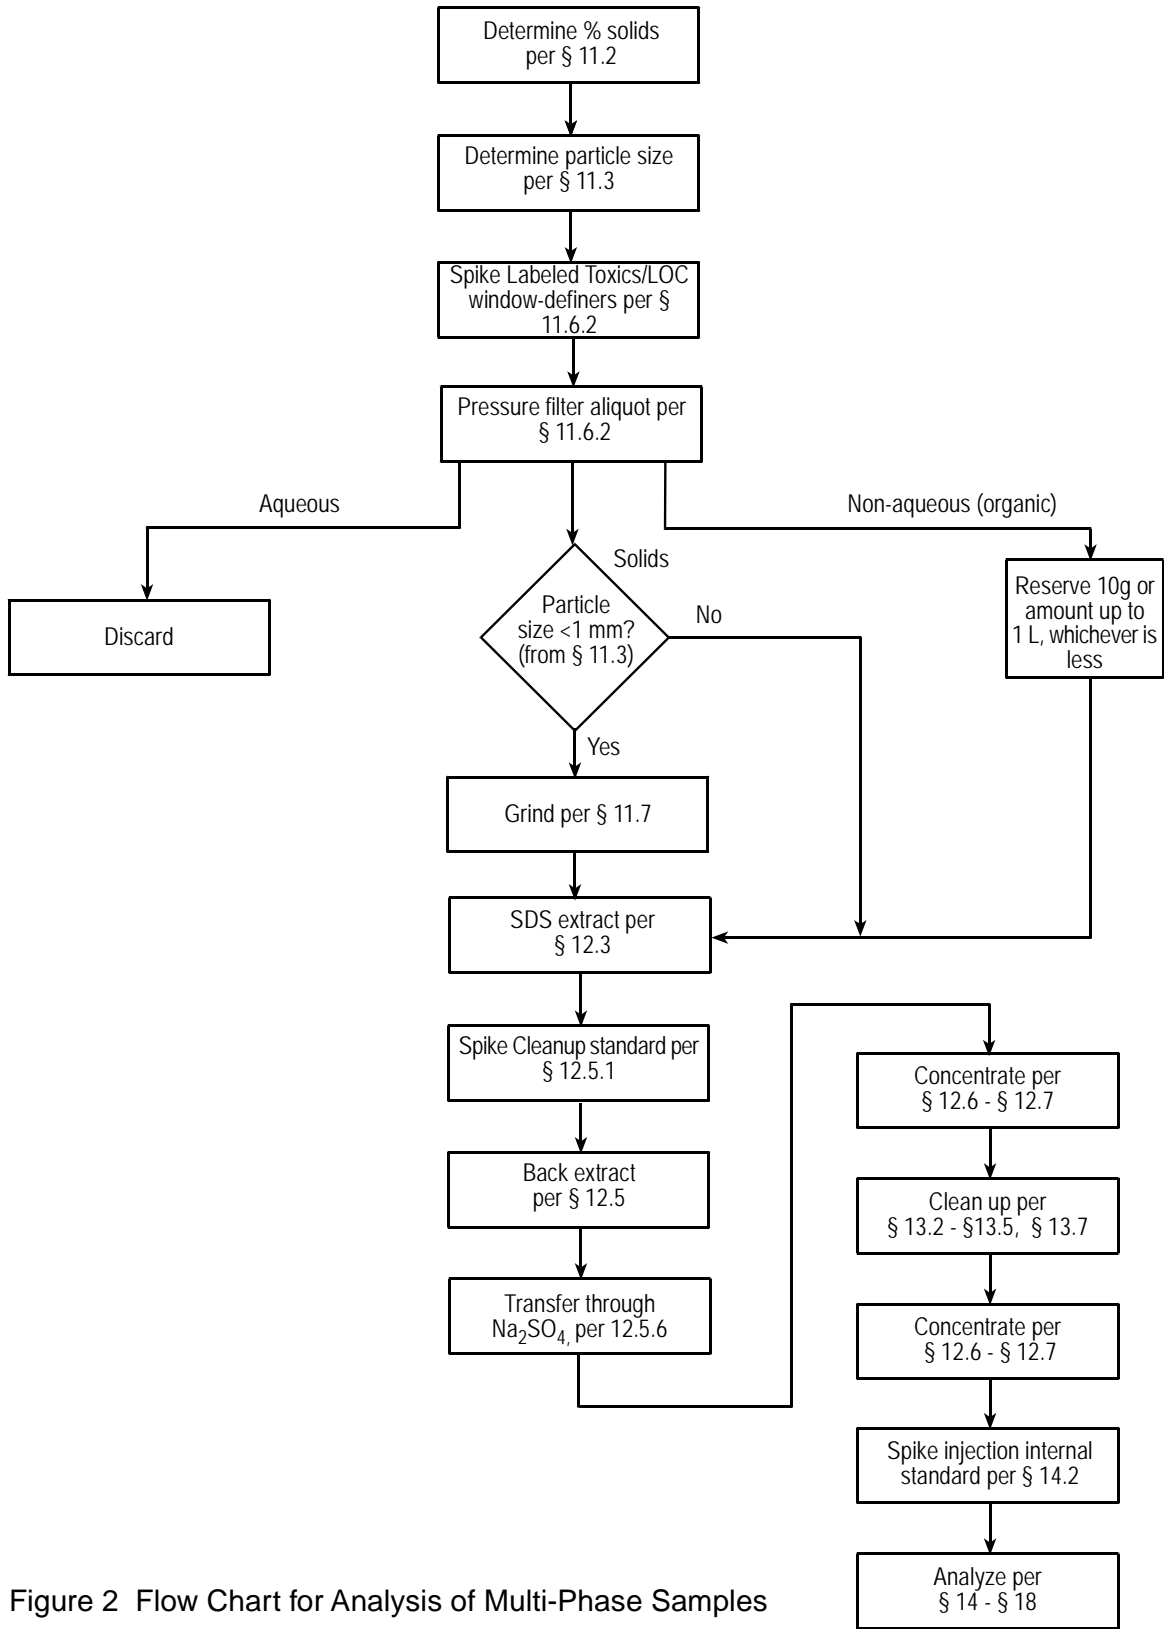 Determine % solids
per § 11.2
Determine particle size
per § 11.3
Spike Labeled Toxics/LOC
window-definers per §
11.6.2
Pressure filter aliquot per
§ 11.6.2
Aqueous
Non-aqueous (organic)
Solids
Discard
Particle
size <1 mm?
(from § 11.3)
No
Reserve 10g or
amount up to
1 L, whichever is
less
Yes
Grind per § 11.7
SDS extract per
§ 12.3
Spike Cleanup standard per
§ 12.5.1
Back extract
per § 12.5
Transfer through
Na₂SO₄, per 12.5.6
Concentrate per
§ 12.6 - § 12.7
Clean up per
§ 13.2 - §13.5, § 13.7
Concentrate per
§ 12.6 - § 12.7
Spike injection internal
standard per § 14.2
Analyze per
§ 14 - § 18
Figure 2 Flow Chart for Analysis of Multi-Phase Samples